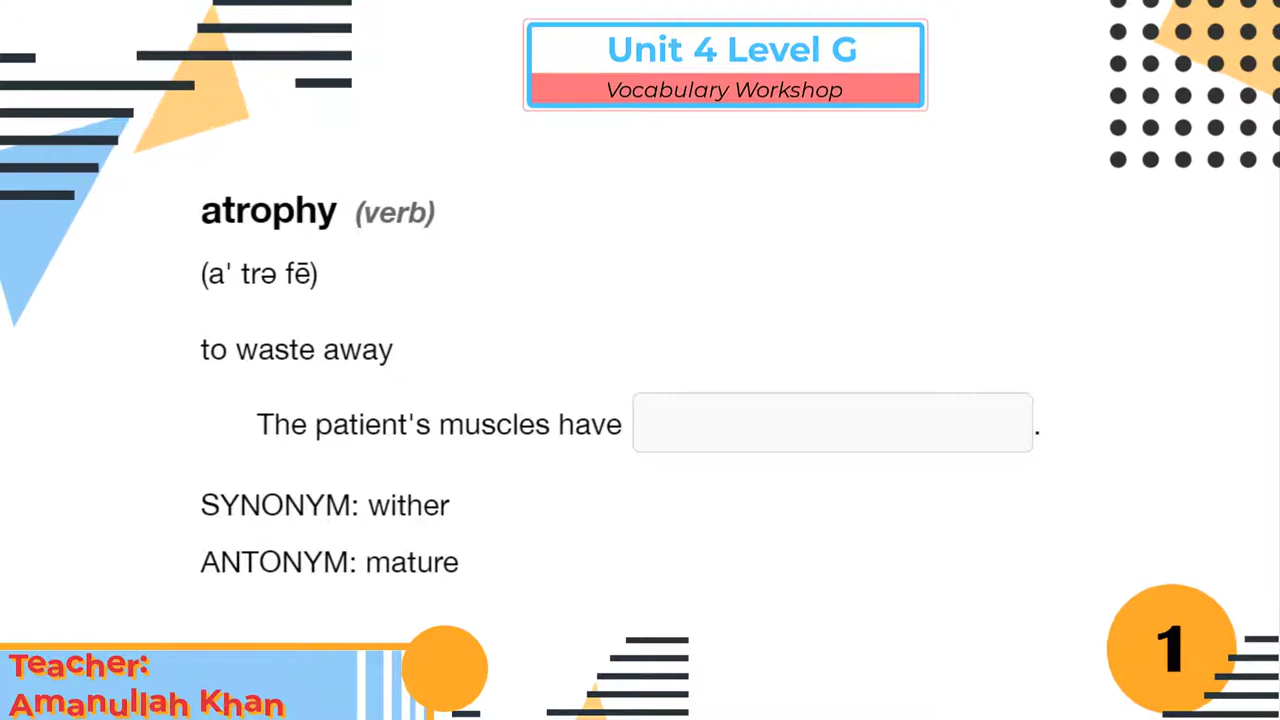 Unit 4 Level G
Vocabulary Workshop
atrophy (verb)
(a' trə fē)
to waste away
The patient's muscles have .
SYNONYM: wither
ANTONYM: mature
1
Teacher:
Amanullah Khan